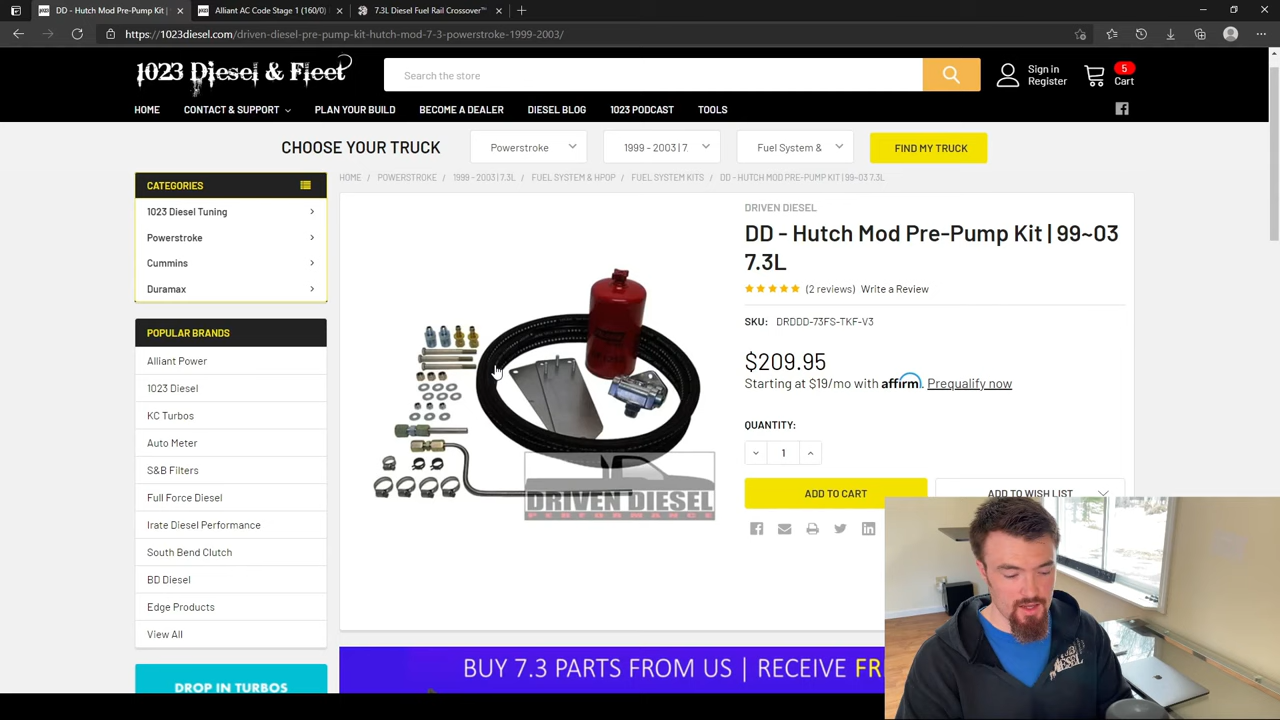 DD - Hutch Mod Pre-Pump Kit |
Alliant AC Code Stage 1 (160/0)
7.3L Diesel Fuel Rail Crossover™
https://1023diesel.com/driven-diesel-pre-pump-kit-hutch-mod-7-3-powerstroke-1999-2003/
1023 Diesel & Fleet
Search the store
Sign in
Register
5
Cart
HOME
CONTACT & SUPPORT
PLAN YOUR BUILD
BECOME A DEALER
DIESEL BLOG
1023 PODCAST
TOOLS
CHOOSE YOUR TRUCK
Powerstroke
1999 - 2003 | 7.
Fuel System &
FIND MY TRUCK
HOME / POWERSTROKE / 1999 - 2003 | 7.3L / FUEL SYSTEM & HPOP / FUEL SYSTEM KITS / DD - HUTCH MOD PRE-PUMP KIT | 99~03 7.3L
CATEGORIES
1023 Diesel Tuning
Powerstroke
Cummins
Duramax
POPULAR BRANDS
Alliant Power
1023 Diesel
KC Turbos
Auto Meter
S&B Filters
Full Force Diesel
Irate Diesel Performance
South Bend Clutch
BD Diesel
Edge Products
View All
DROP IN TURBOS
DRIVEN DIESEL
PERFORMANCE
DRIVEN DIESEL
DD - Hutch Mod Pre-Pump Kit | 99~03
7.3L
(2 reviews) Write a Review
SKU: DRDDD-73FS-TKF-V3
$209.95
Starting at $19/mo with affirm. Prequalify now
QUANTITY:
1
ADD TO CART
ADD TO WISH LIST
BUY 7.3 PARTS FROM US | RECEIVE FR
DIESEL